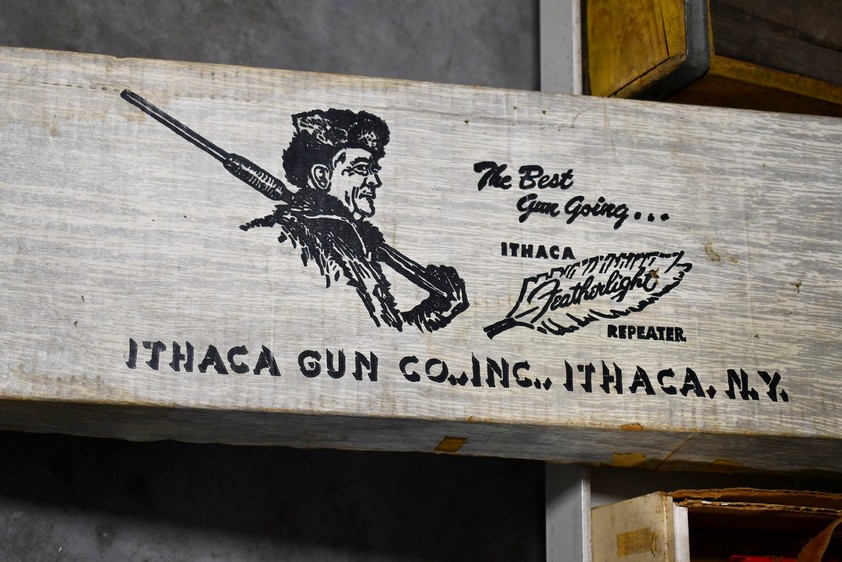 The Best
Gun Going...
ITHACA
Featherlight
REPEATER
ITHACA GUN CO., INC., ITHACA, N.Y.